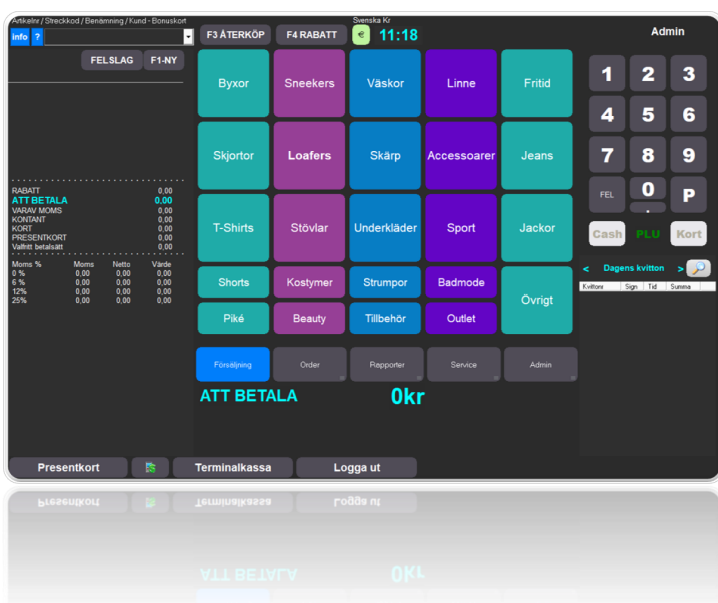 Artikelnr / Streckkod / Benämning / Kund - Bonuskort
info ?
FELSLAG F1-NY
F3 ÅTERKÖP F4 RABATT
Svenska Kr
€ 11:18
Admin
Byxor Sneekers Väskor Linne Fritid
Skjortor Loafers Skärp Accessoarer Jeans
T-Shirts Stövlar Underkläder Sport Jackor
Shorts Kostymer Strumpor Badmode Övrigt
Piké Beauty Tillbehör Outlet
1 2 3
4 5 6
7 8 9
FEL 0 P
.
Cash PLU Kort
RABATT 0,00
ATT BETALA 0.00
VARAV MOMS 0,00
KONTANT 0,00
KORT 0,00
PRESENTKORT 0,00
Valfritt betalsätt 0,00
Moms % Moms Netto Värde
0 % 0,00 0,00 0,00
6 % 0,00 0,00 0,00
12% 0,00 0,00 0,00
25% 0,00 0,00 0,00
< Dagens kvitton >
Kvittonr Sign Tid Summa
Försäljning Order Rapporter Service Admin
ATT BETALA 0kr
Presentkort Terminalkassa Logga ut